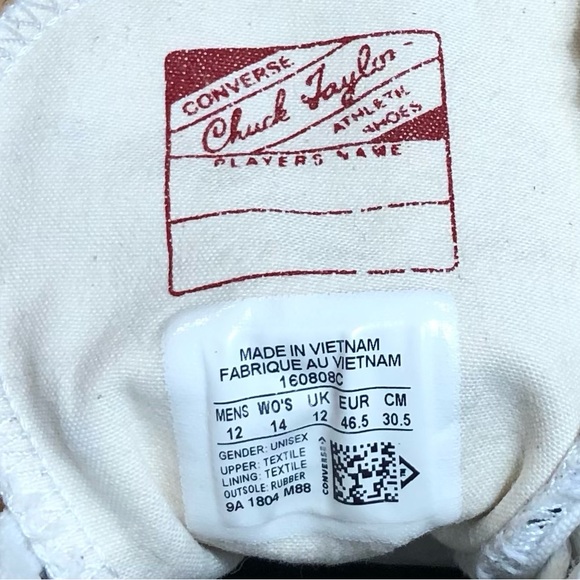 CONVERSE
Chuck Taylor
ATHLETIC
SHOES
PLAYERS NAME
MADE IN VIETNAM
FABRIQUE AU VIETNAM
160808C
MENS WO'S UK EUR CM
12 14 12 46.5 30.5
GENDER: UNISEX
UPPER: TEXTILE
LINING: TEXTILE
OUTSOLE: RUBBER
9A 1804 M88
CONVERSE